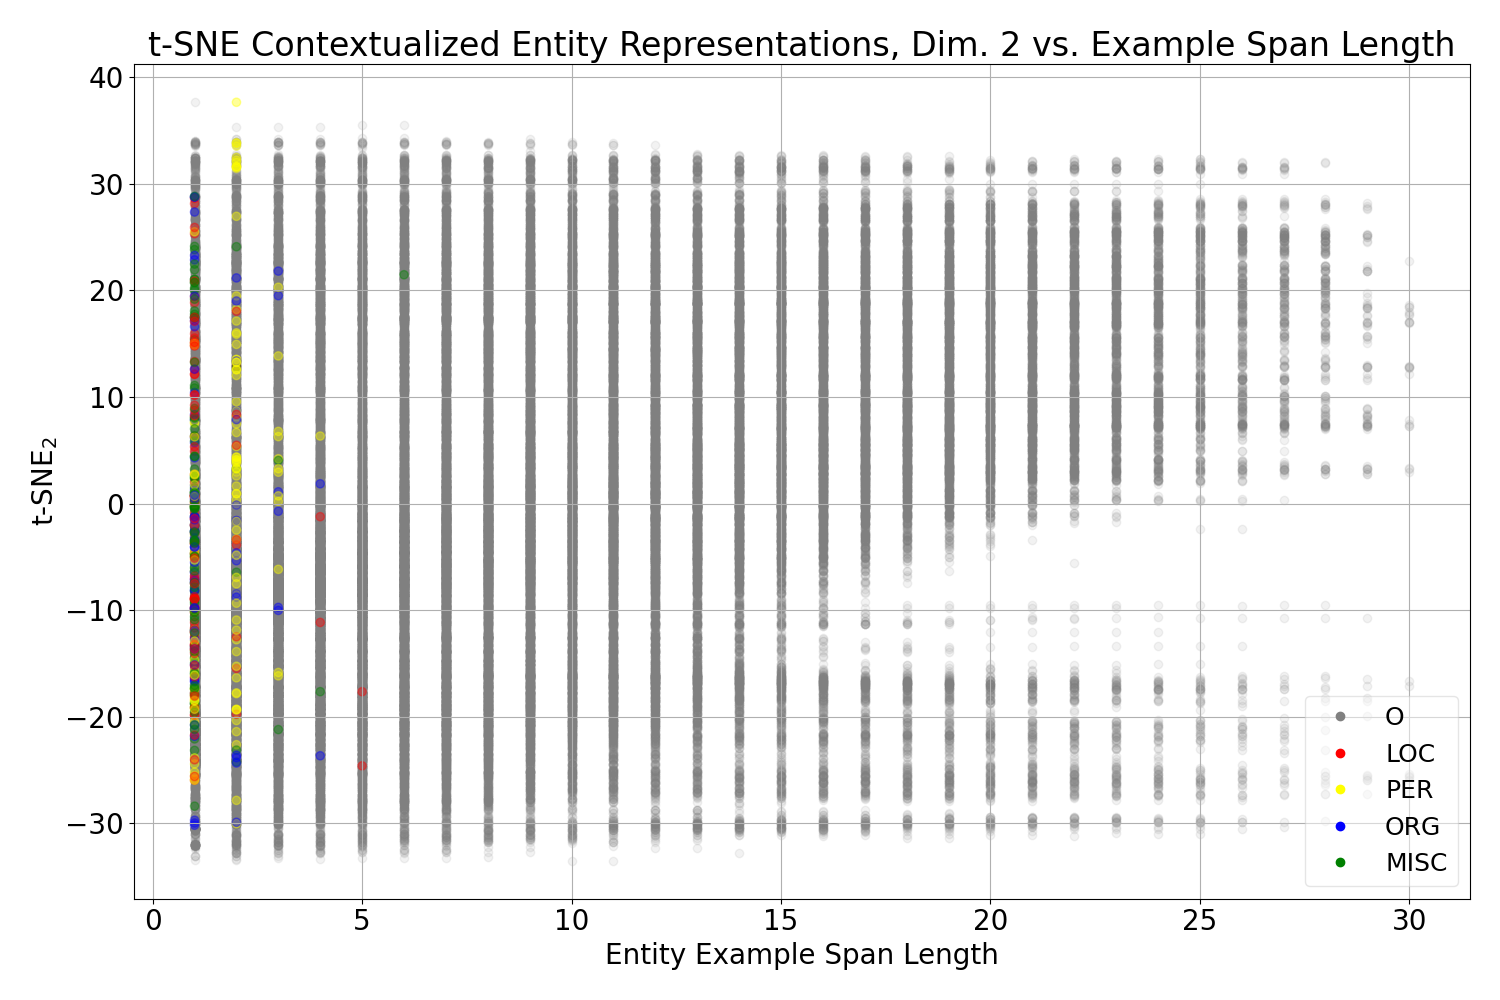 t-SNE Contextualized Entity Representations, Dim. 2 vs. Example Span Length
40
30
20
10
0
−10
−20
−30
t-SNE₂
O
LOC
PER
ORG
MISC
0 5 10 15 20 25 30
Entity Example Span Length